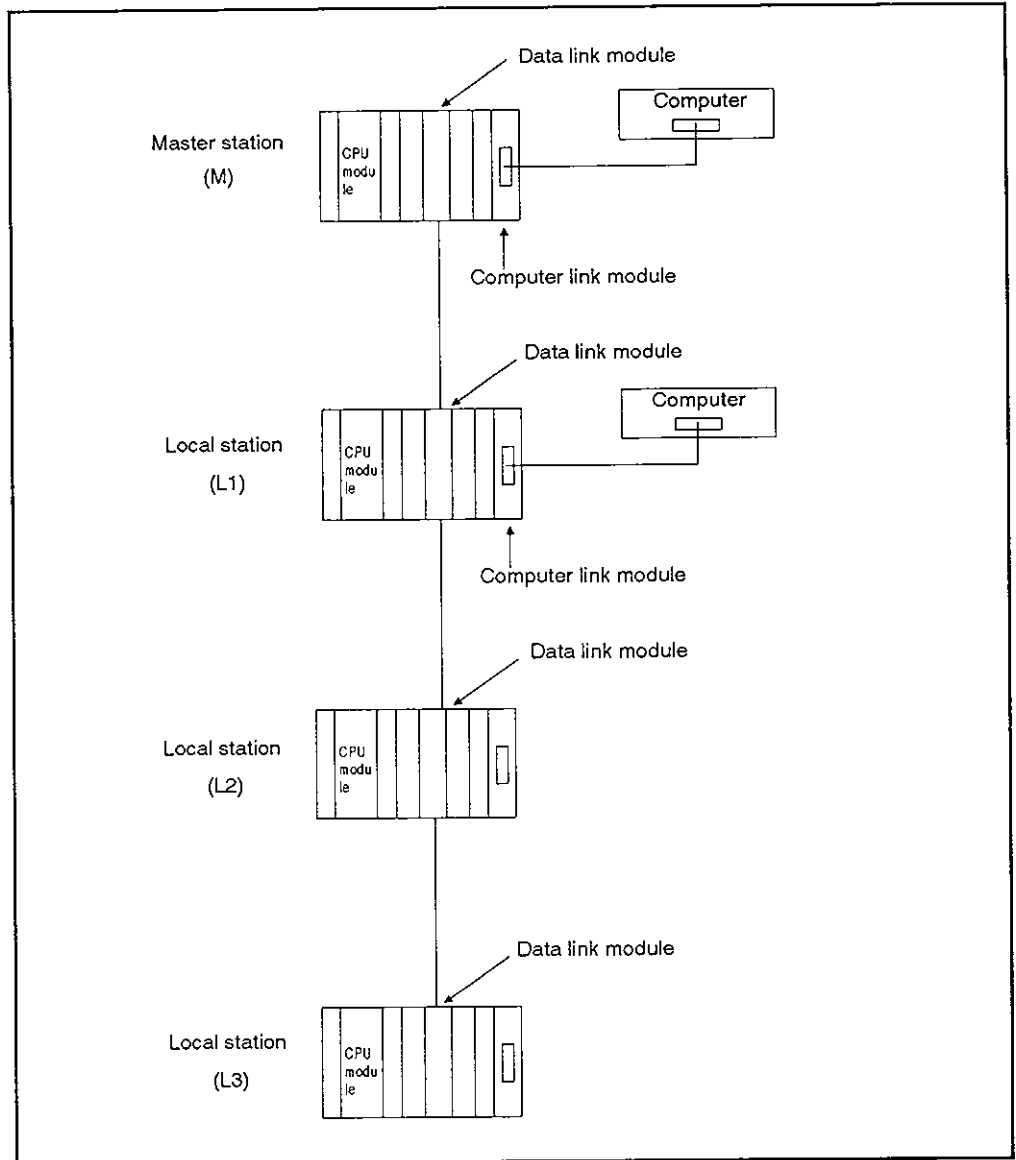 Data link module
Computer
Master station
(M)
CPU
modu
le
Computer link module
Data link module
Computer
Local station
(L1)
CPU
modu
le
Computer link module
Data link module
Local station
(L2)
CPU
modu
le
Data link module
Local station
(L3)
CPU
modu
le